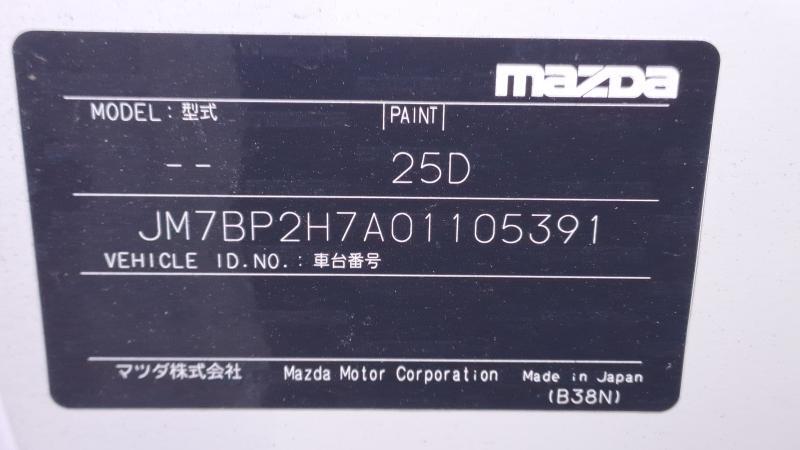 mazda
MODEL: 型式 PAINT
-- 25D
JM7BP2H7A01105391
VEHICLE ID.NO.: 車台番号
マツダ株式会社 Mazda Motor Corporation Made in Japan
(B38N)